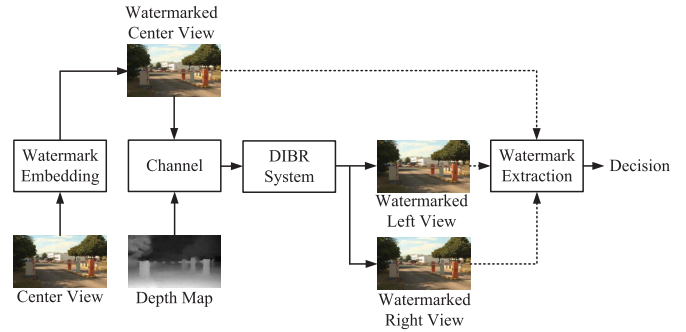 Watermarked
Center View
Watermark
Embedding
Channel
DIBR
System
Watermark
Extraction
Decision
Watermarked
Left View
Center View
Depth Map
Watermarked
Right View